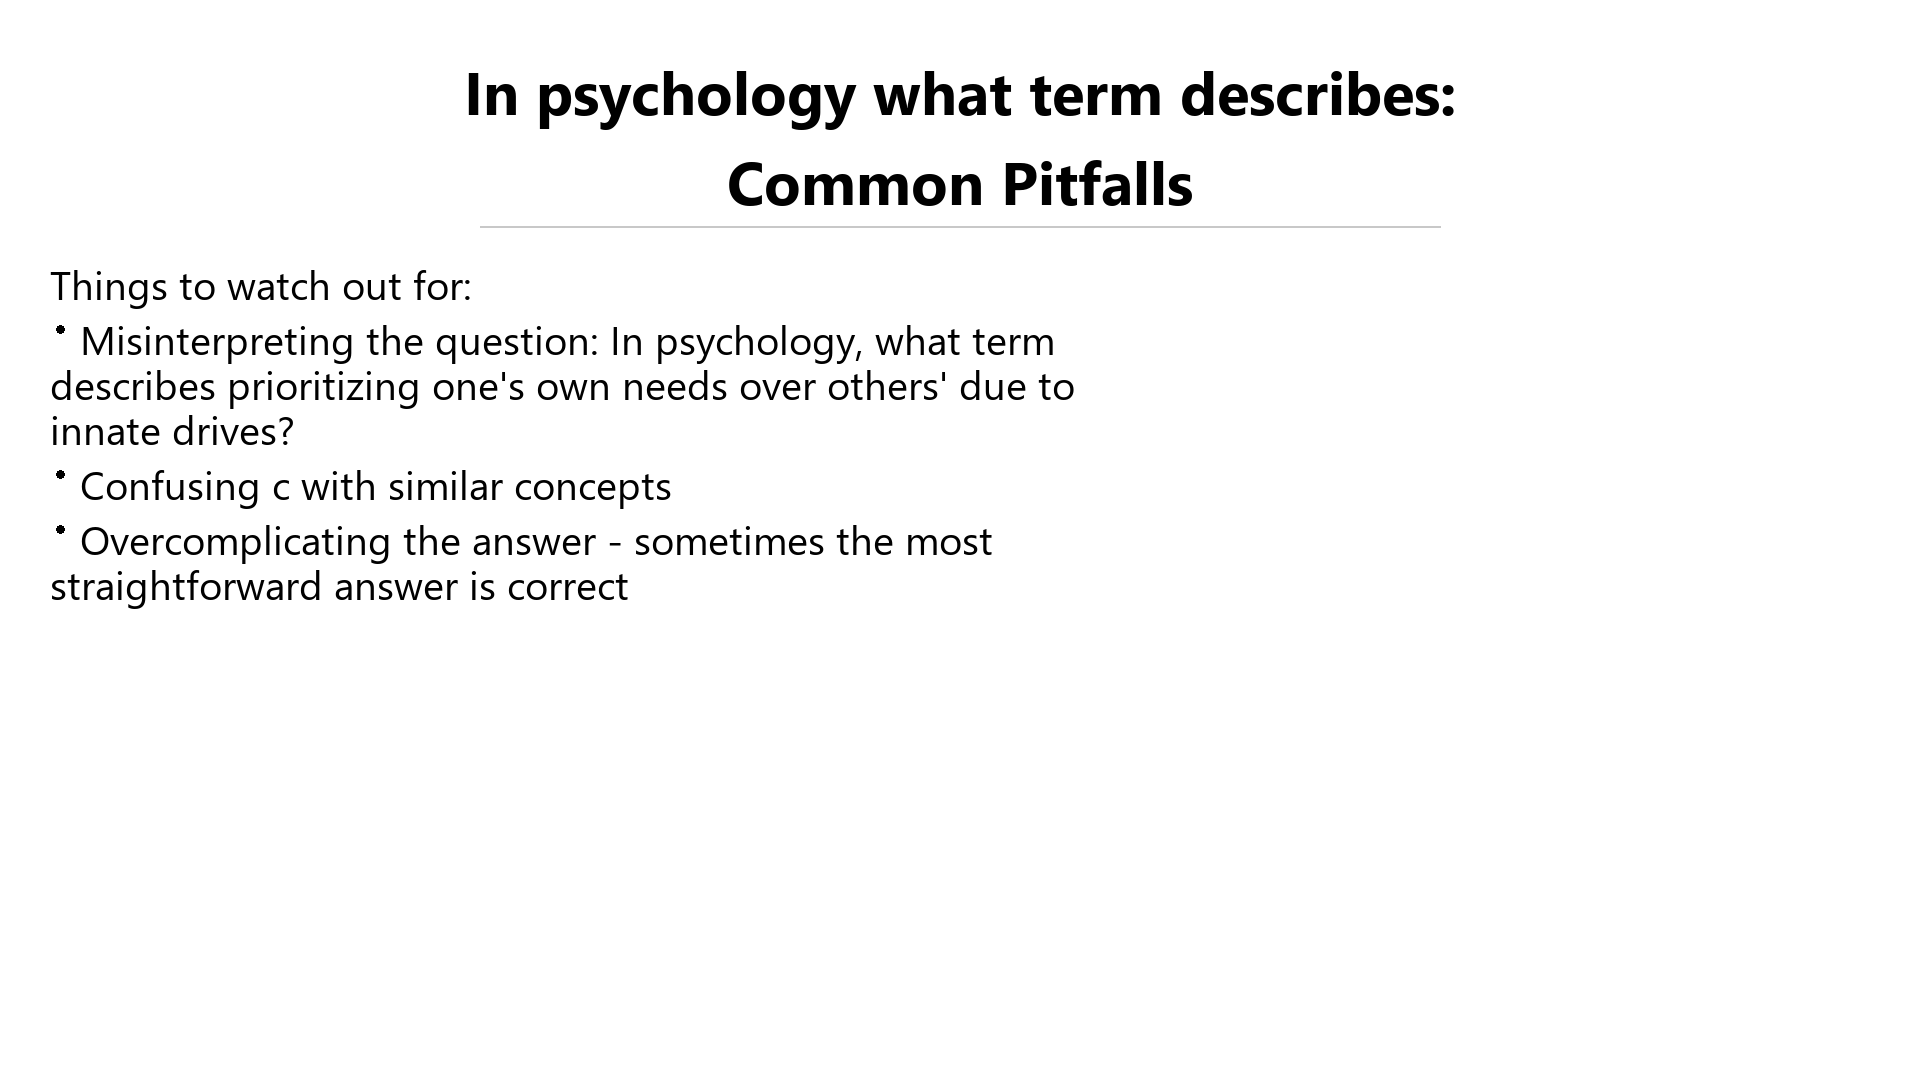 In psychology what term describes:
Common Pitfalls
Things to watch out for:
• Misinterpreting the question: In psychology, what term
describes prioritizing one's own needs over others' due to
innate drives?
• Confusing c with similar concepts
• Overcomplicating the answer - sometimes the most
straightforward answer is correct